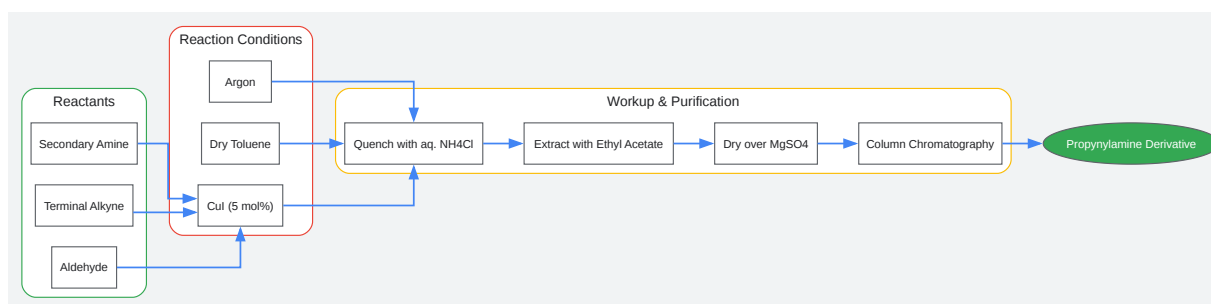 Reaction Conditions
Argon
Dry Toluene
CuI (5 mol%)
Reactants
Secondary Amine
Terminal Alkyne
Aldehyde
Workup & Purification
Quench with aq. NH4Cl
Extract with Ethyl Acetate
Dry over MgSO4
Column Chromatography
Propynylamine Derivative